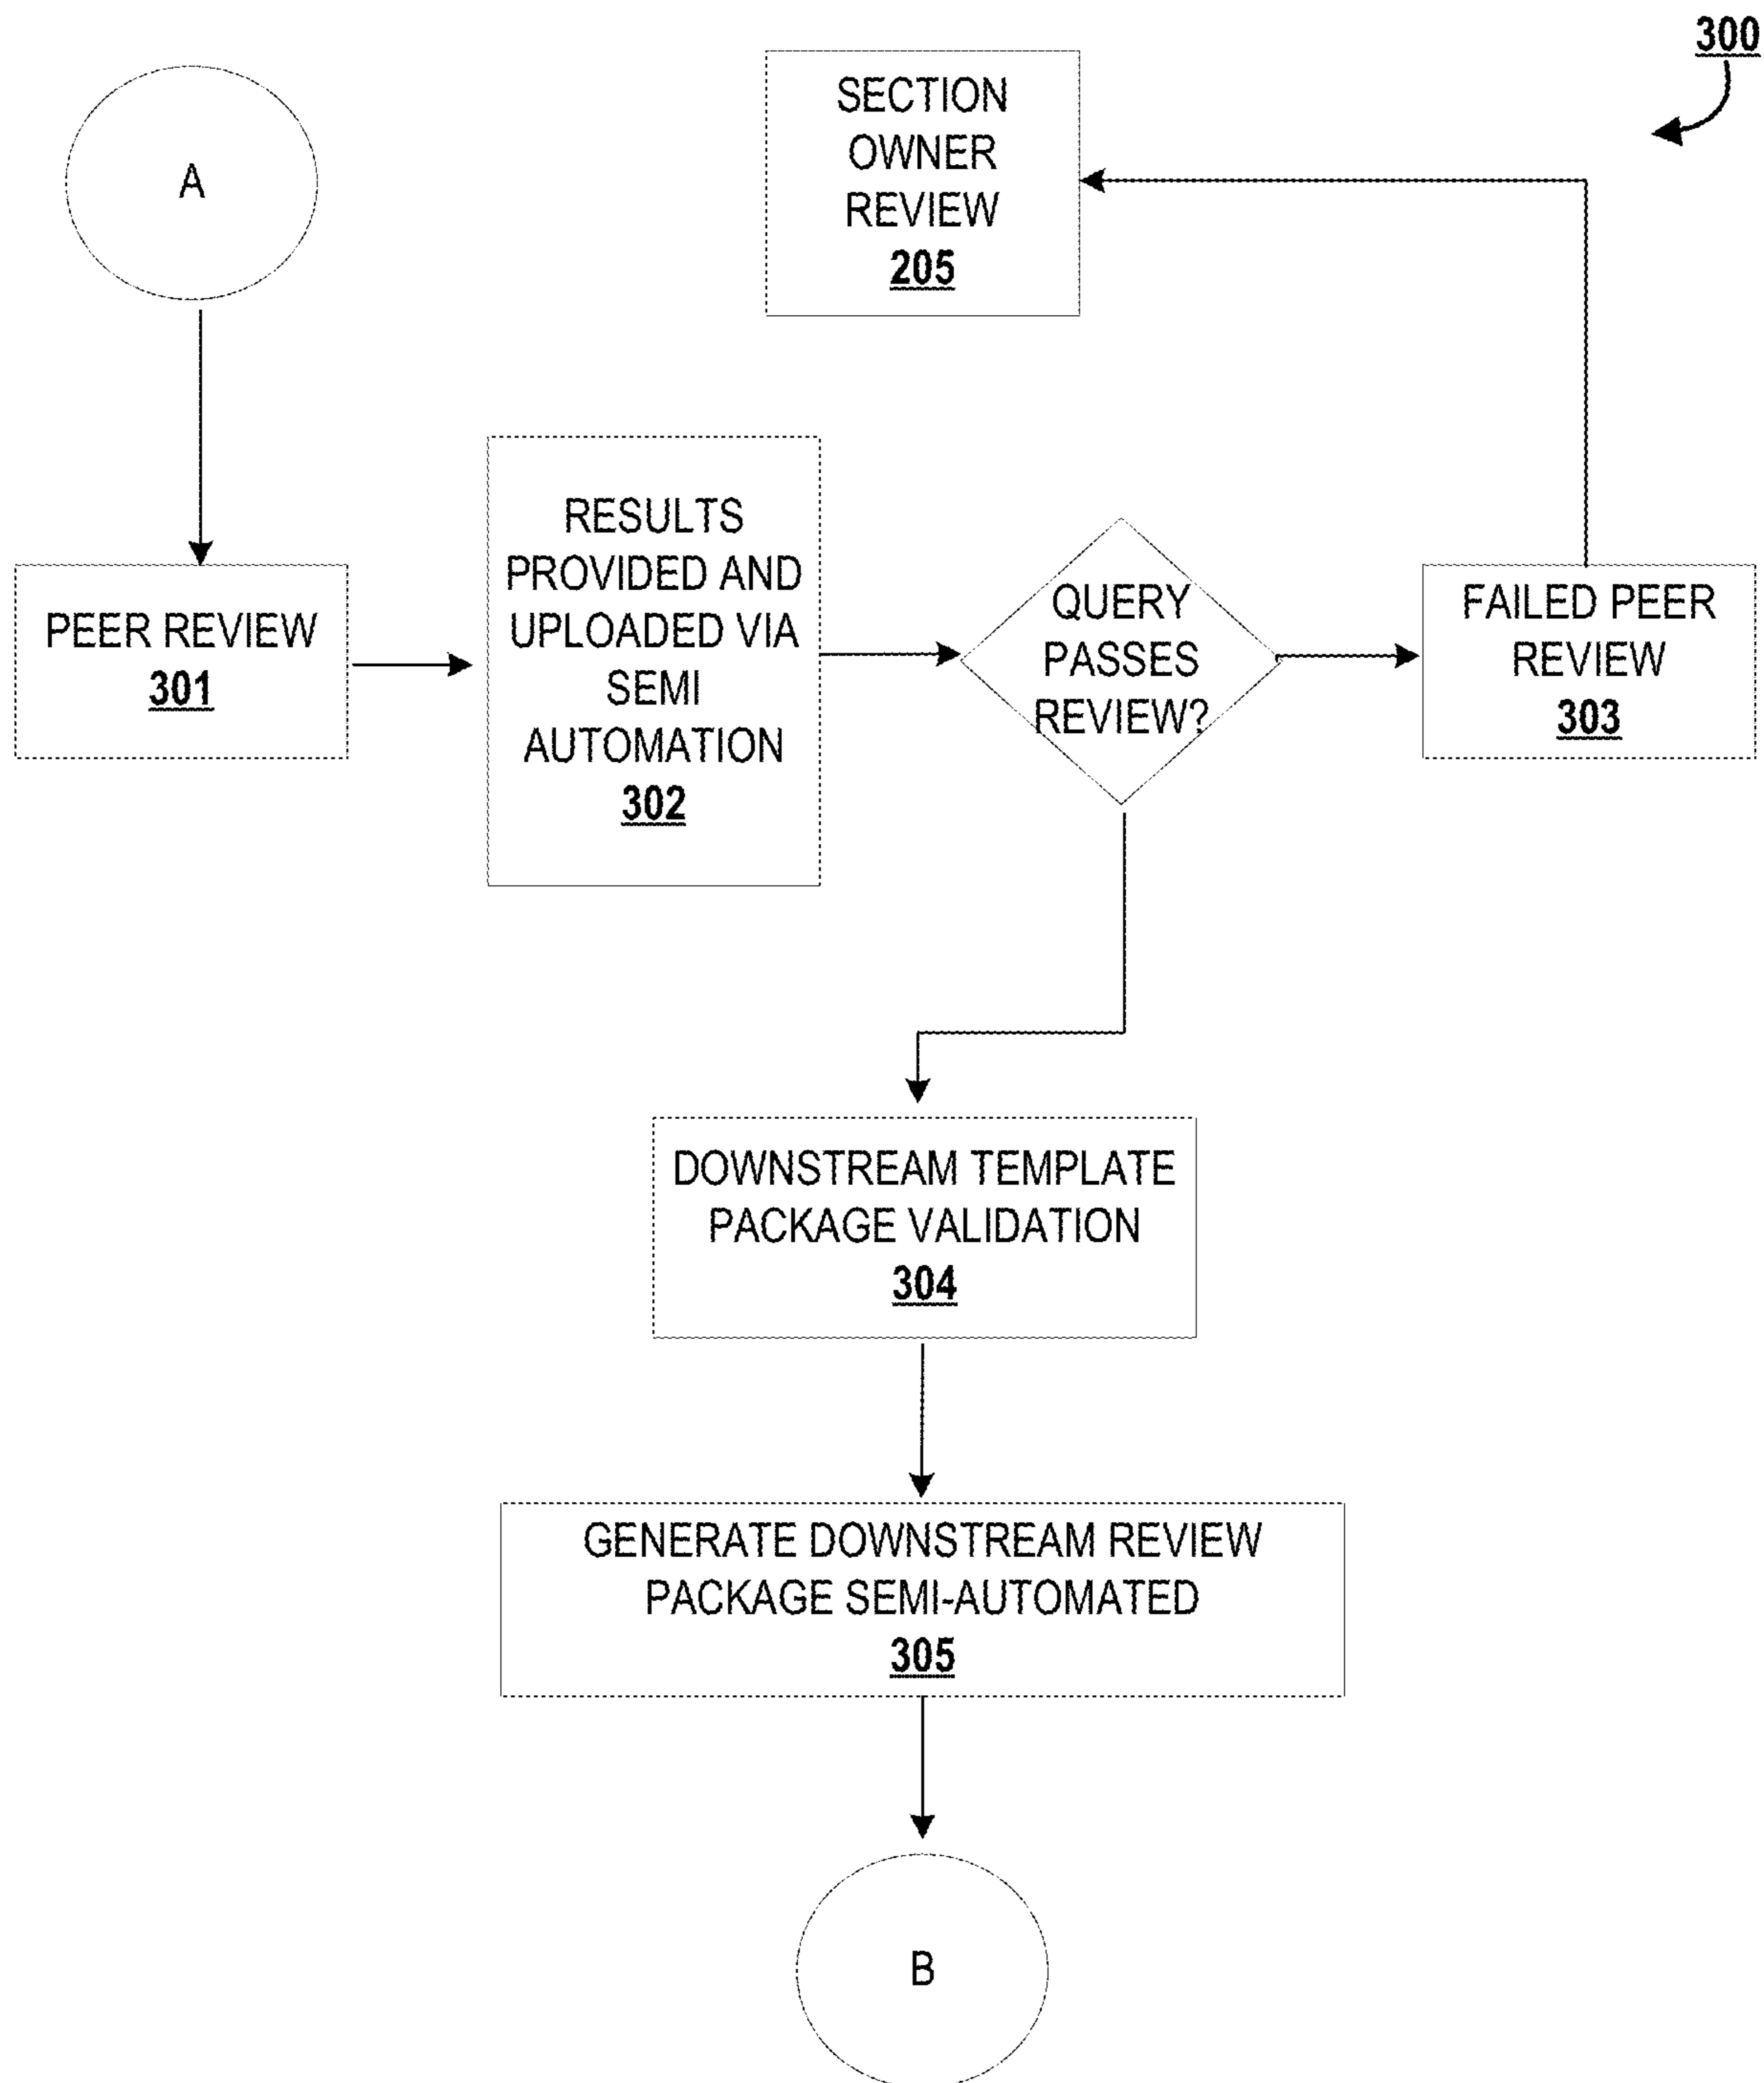 300
A
SECTION
OWNER
REVIEW
205
PEER REVIEW
301
RESULTS
PROVIDED AND
UPLOADED VIA
SEMI
AUTOMATION
302
QUERY
PASSES
REVIEW?
FAILED PEER
REVIEW
303
DOWNSTREAM TEMPLATE
PACKAGE VALIDATION
304
GENERATE DOWNSTREAM REVIEW
PACKAGE SEMI-AUTOMATED
305
B